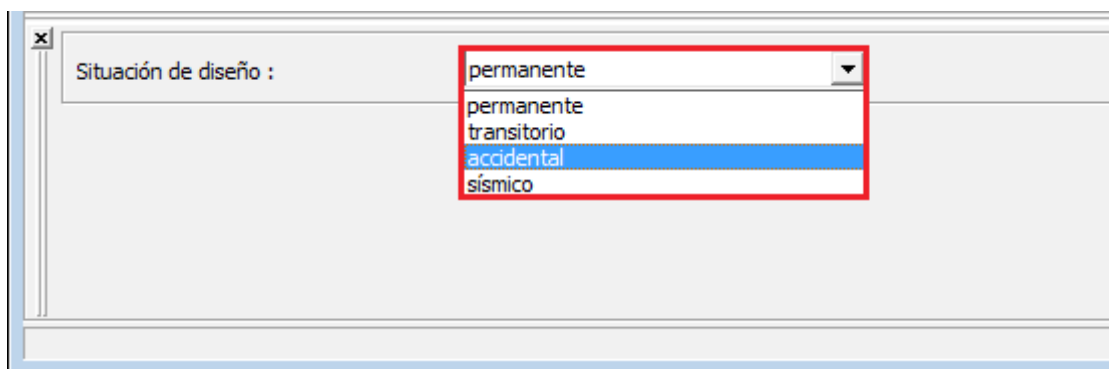 Situación de diseño :
permanente
permanente
transitorio
accidental
sísmico